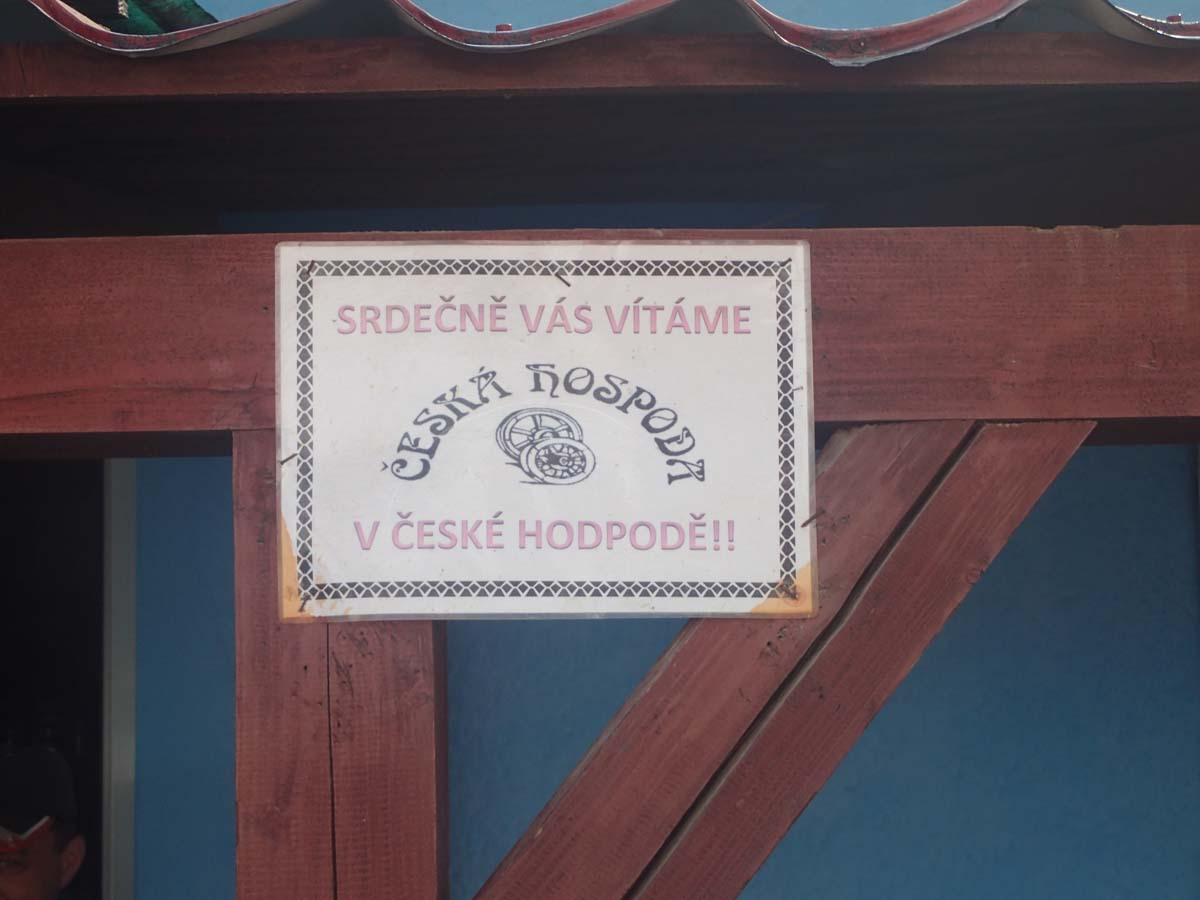 SRDEČNĚ VÁS VÍTÁME
ČESKÁ HOSPODA
V ČESKÉ HODPODĚ!!